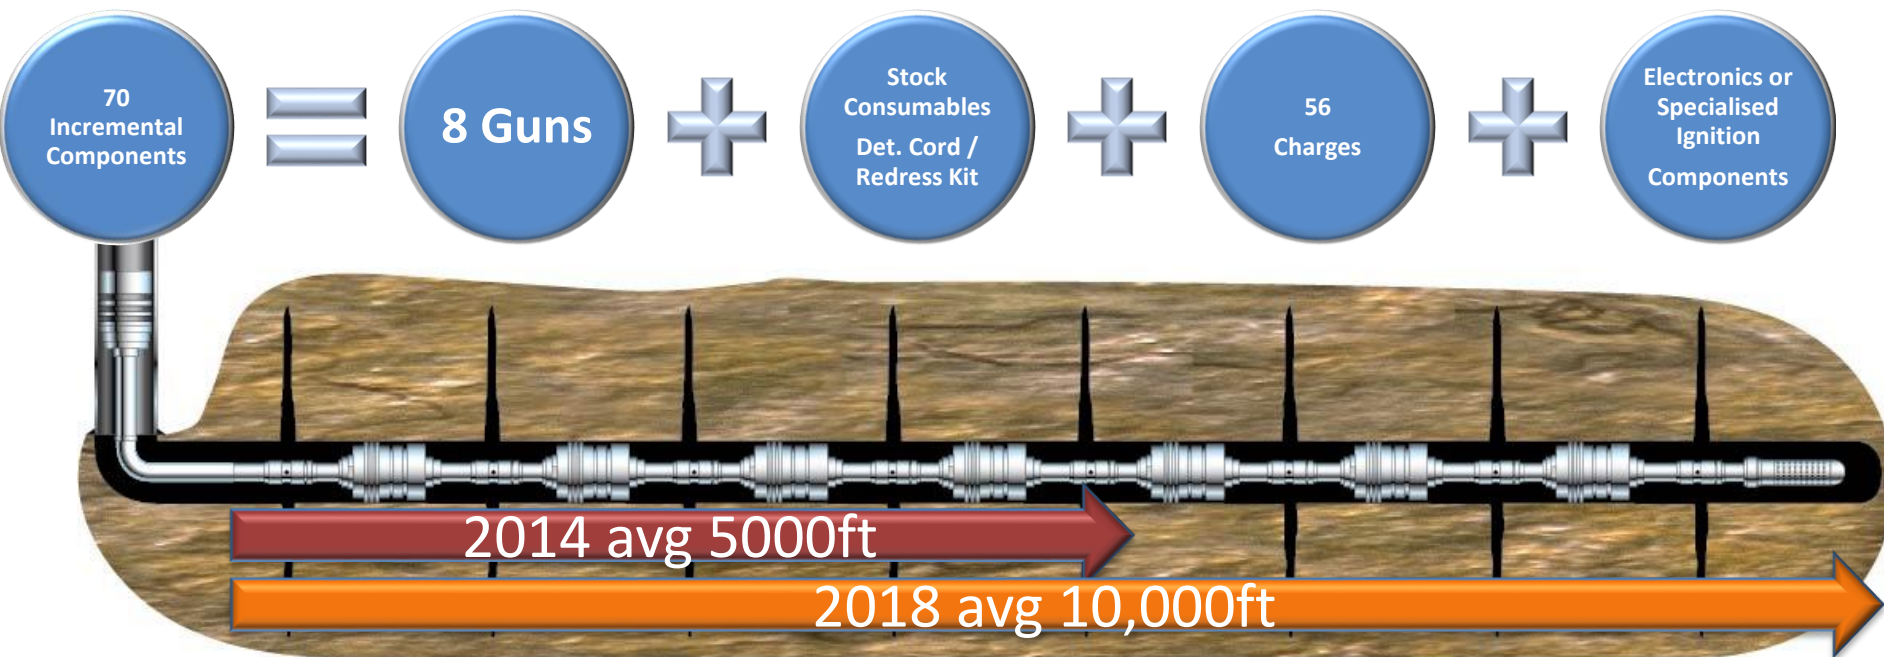 70
Incremental
Components
8 Guns
Stock
Consumables
Det. Cord /
Redress Kit
56
Charges
Electronics or
Specialised
Ignition
Components
2014 avg 5000ft
2018 avg 10,000ft